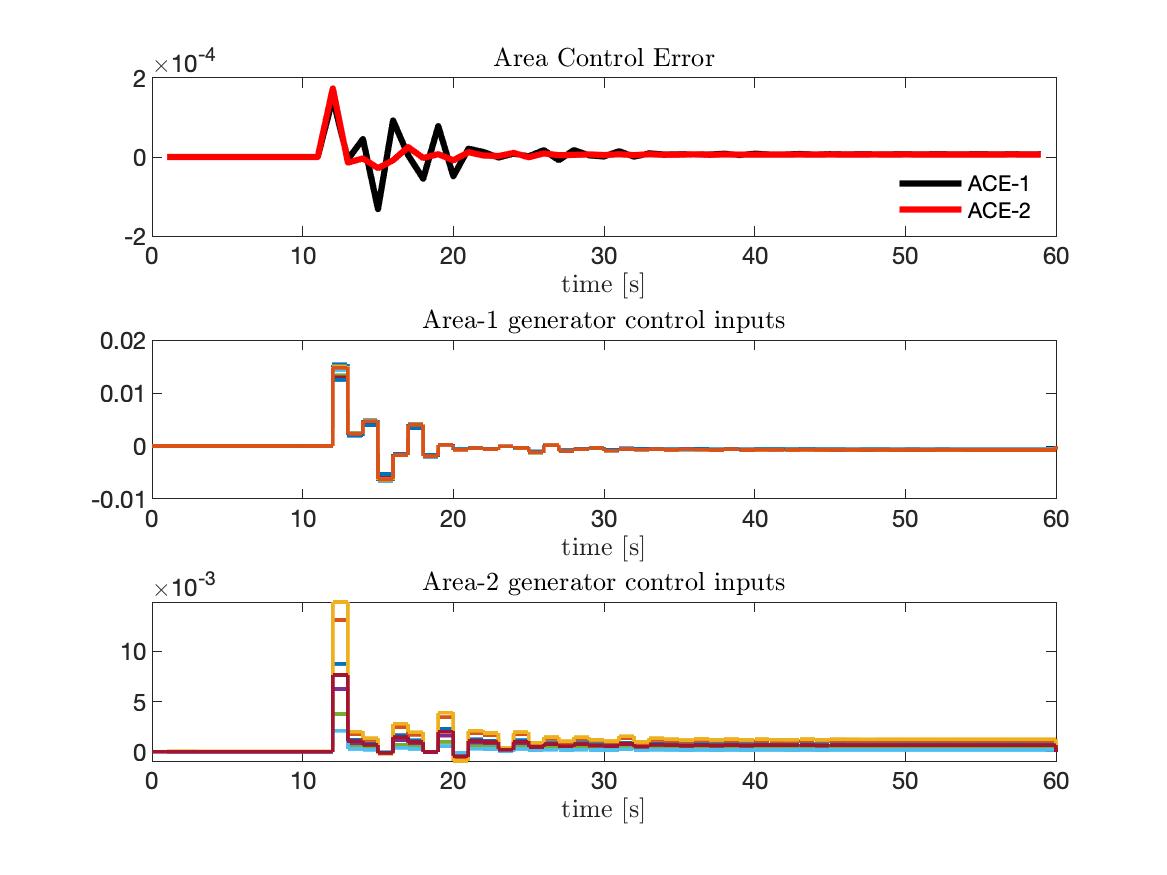 Area Control Error
×10-4
2
0
-2
0 10 20 30 40 50 60
time [s]
ACE-1
ACE-2
Area-1 generator control inputs
0.02
0.01
0
-0.01
0 10 20 30 40 50 60
time [s]
Area-2 generator control inputs
×10-3
10
5
0
0 10 20 30 40 50 60
time [s]